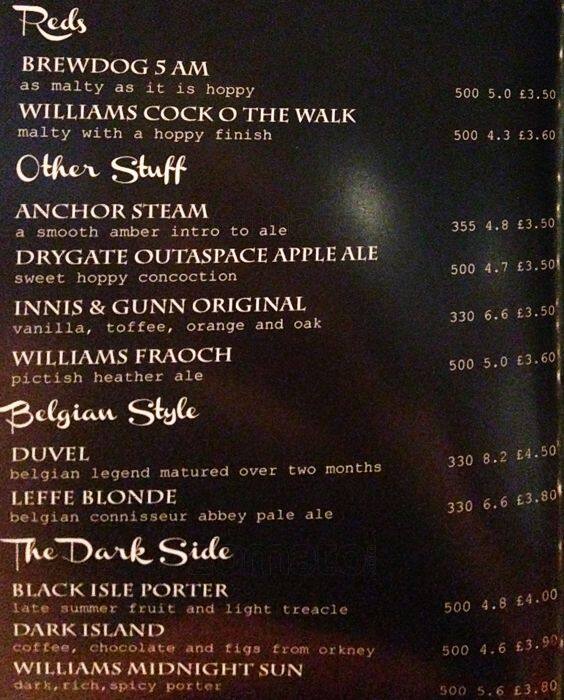 Reds
BREWDOG 5 AM
as malty as it is hoppy 500 5.0 £3.50
WILLIAMS COCK O THE WALK
malty with a hoppy finish 500 4.3 £3.60
Other Stuff
ANCHOR STEAM
a smooth amber intro to ale 355 4.8 £3.50
DRYGATE OUTASPACE APPLE ALE
sweet hoppy concoction 500 4.7 £3.50
INNIS & GUNN ORIGINAL
vanilla, toffee, orange and oak 330 6.6 £3.50
WILLIAMS FRAOCH
pictish heather ale 500 5.0 £3.60
Belgian Style
DUVEL
belgian legend matured over two months 330 8.2 £4.50
LEFFE BLONDE
belgian connisseur abbey pale ale 330 6.6 £3.80
The Dark Side
BLACK ISLE PORTER
late summer fruit and light treacle 500 4.8 £4.00
DARK ISLAND
coffee, chocolate and figs from orkney 500 4.6 £3.90
WILLIAMS MIDNIGHT SUN
dark,rich,spicy porter 500 5.6 £3.80